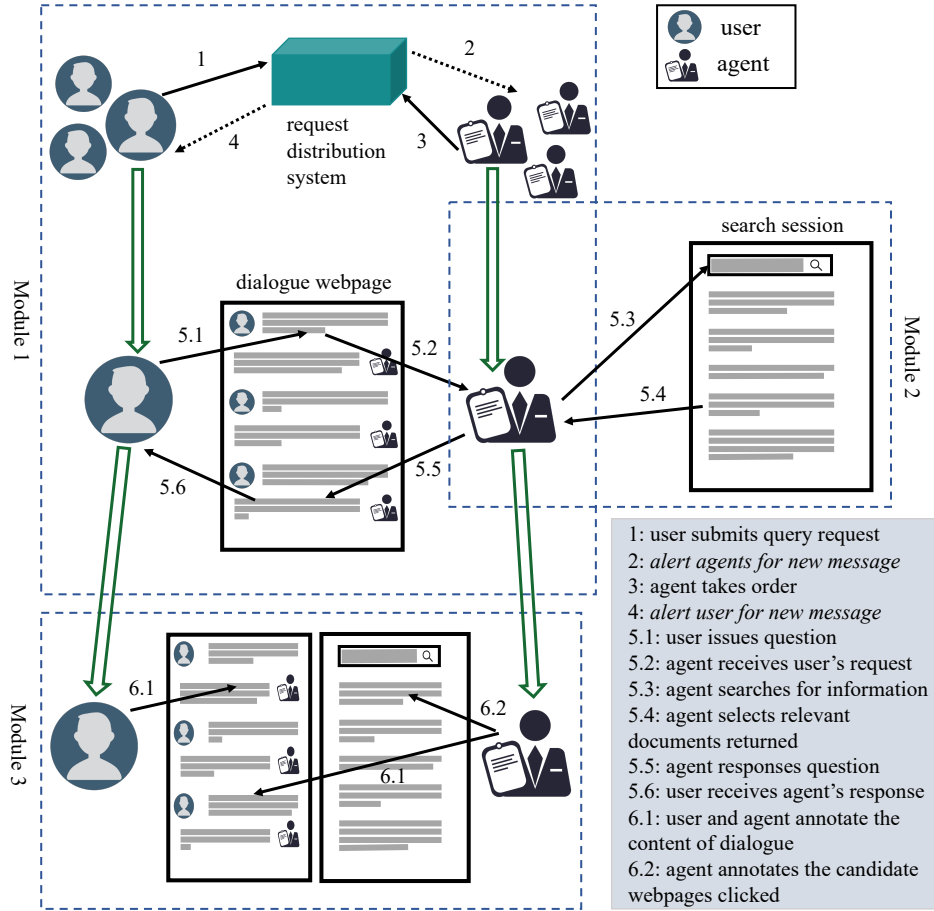 user
agent
1
2
3
4
request
distribution
system
search session
dialogue webpage
Module 1
Module 2
5.1
5.2
5.3
5.4
5.5
5.6
Module 3
6.1
6.2
6.1
1: user submits query request
2: alert agents for new message
3: agent takes order
4: alert user for new message
5.1: user issues question
5.2: agent receives user’s request
5.3: agent searches for information
5.4: agent selects relevant
documents returned
5.5: agent responses question
5.6: user receives agent’s response
6.1: user and agent annotate the
content of dialogue
6.2: agent annotates the candidate
webpages clicked